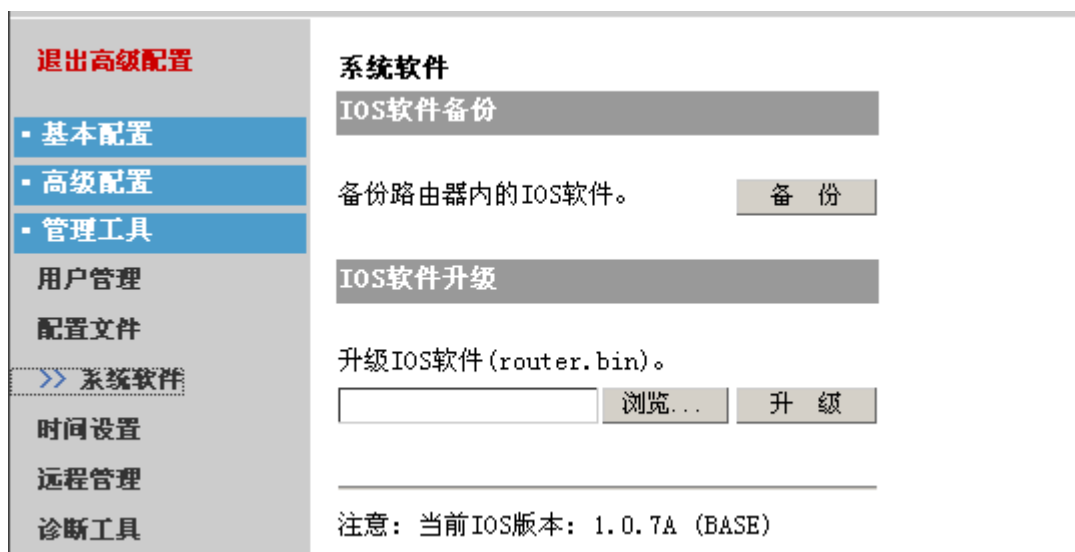 退出高级配置
▪ 基本配置
▪ 高级配置
▪ 管理工具
用户管理
配置文件
>> 系统软件
时间设置
远程管理
诊断工具
系统软件
IOS软件备份
备份路由器内的IOS软件。
备 份
IOS软件升级
升级IOS软件(router.bin)。
浏览... 升 级
注意: 当前IOS版本: 1.0.7A (BASE)